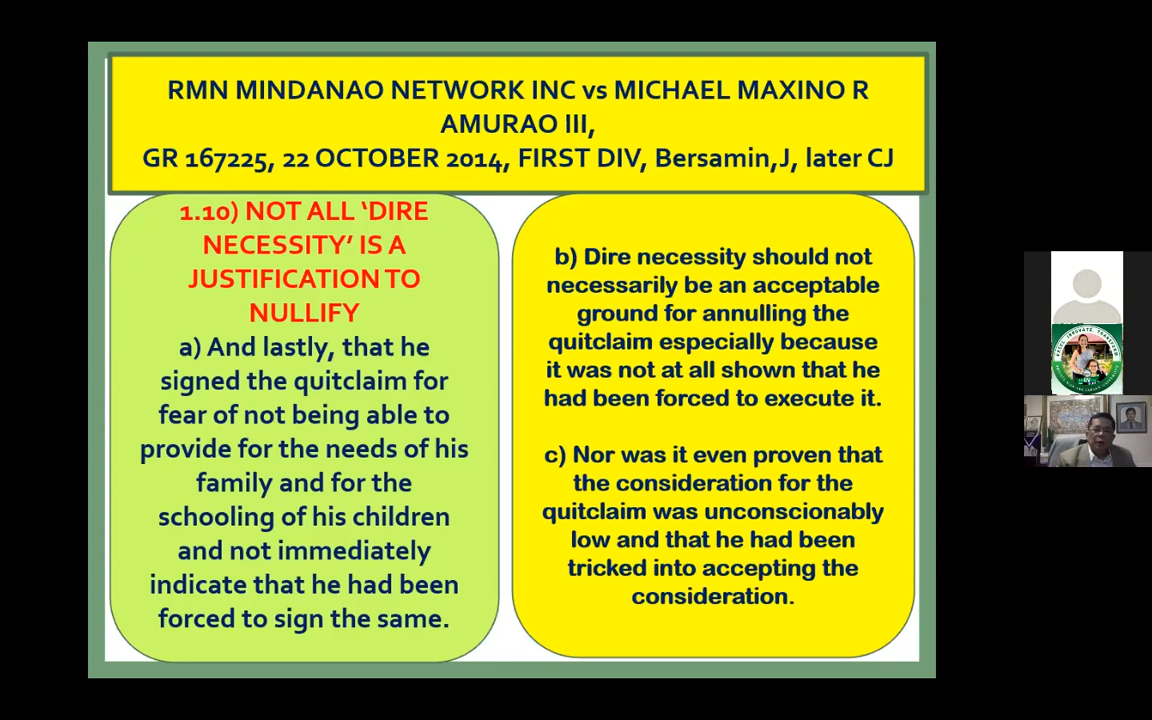 RMN MINDANAO NETWORK INC vs MICHAEL MAXINO R
AMURAO III,
GR 167225, 22 OCTOBER 2014, FIRST DIV, Bersamin,J, later CJ
1.10) NOT ALL ‘DIRE
NECESSITY’ IS A
JUSTIFICATION TO
NULLIFY
a) And lastly, that he
signed the quitclaim for
fear of not being able to
provide for the needs of his
family and for the
schooling of his children
and not immediately
indicate that he had been
forced to sign the same.
b) Dire necessity should not
necessarily be an acceptable
ground for annulling the
quitclaim especially because
it was not at all shown that he
had been forced to execute it.
c) Nor was it even proven that
the consideration for the
quitclaim was unconscionably
low and that he had been
tricked into accepting the
consideration.